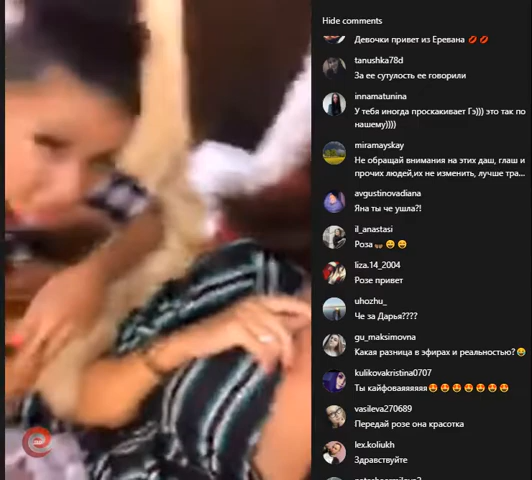 Hide comments
Девочки привет из Еревана 💋 💋
tanushka78d
За ее сутулость ее говорили
innamatunina
У тебя иногда проскакивает Гэ))) это так по
нашему))))
miramayskay
Не обращай внимания на этих даш, глаш и
прочих людей,их не изменить, лучше тра...
avgustinovadiana
Яна ты че ушла?!
il_anastasi
Роза👐😄😄
liza.14_2004
Розе привет
uhozhu_
Че за Дарья????
gu_maksimovna
Какая разница в эфирах и реальностью?😂
kulikovakristina0707
Ты кайфоваяяяяяя😍😍😍😍😍😍😍
vasileva270689
Передай розе она красотка
lex.koliukh
Здравствуйте